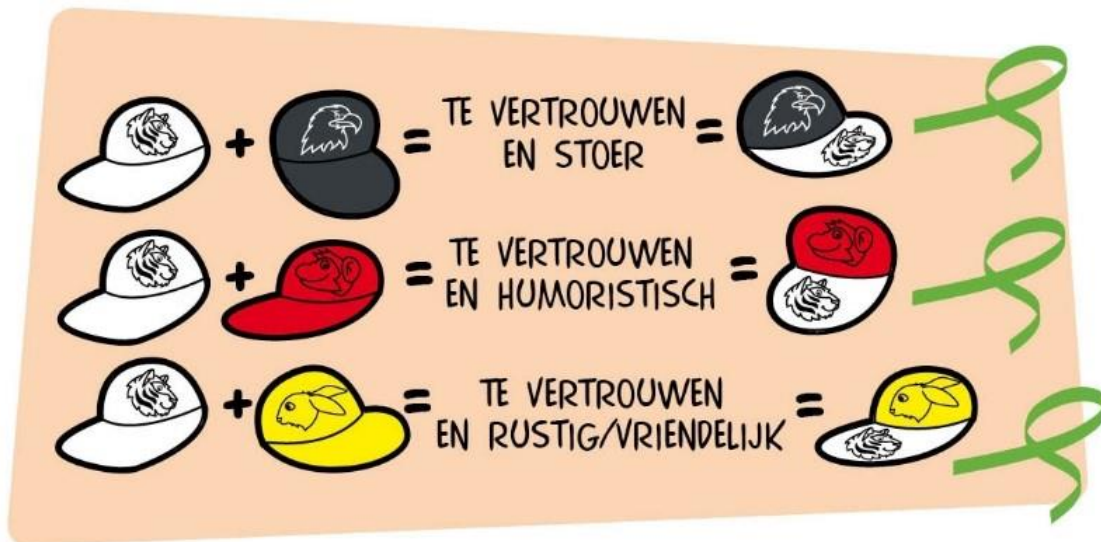 + = TE VERTROUWEN
EN STOER =
+ = TE VERTROUWEN
EN HUMORISTISCH =
+ = TE VERTROUWEN
EN RUSTIG/VRIENDELIJK =